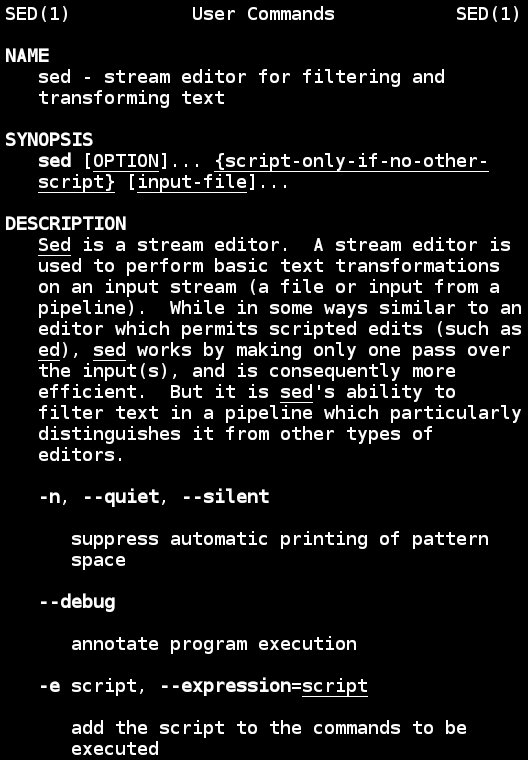 SED(1)           User Commands           SED(1)
NAME
sed - stream editor for filtering and
transforming text
SYNOPSIS
sed [OPTION]... {script-only-if-no-other-
script} [input-file]...
DESCRIPTION
Sed is a stream editor.  A stream editor is
used to perform basic text transformations
on an input stream (a file or input from a
pipeline).  While in some ways similar to an
editor which permits scripted edits (such as
ed), sed works by making only one pass over
the input(s), and is consequently more
efficient.  But it is sed's ability to
filter text in a pipeline which particularly
distinguishes it from other types of
editors.
-n, --quiet, --silent
suppress automatic printing of pattern
space
--debug
annotate program execution
-e script, --expression=script
add the script to the commands to be
executed